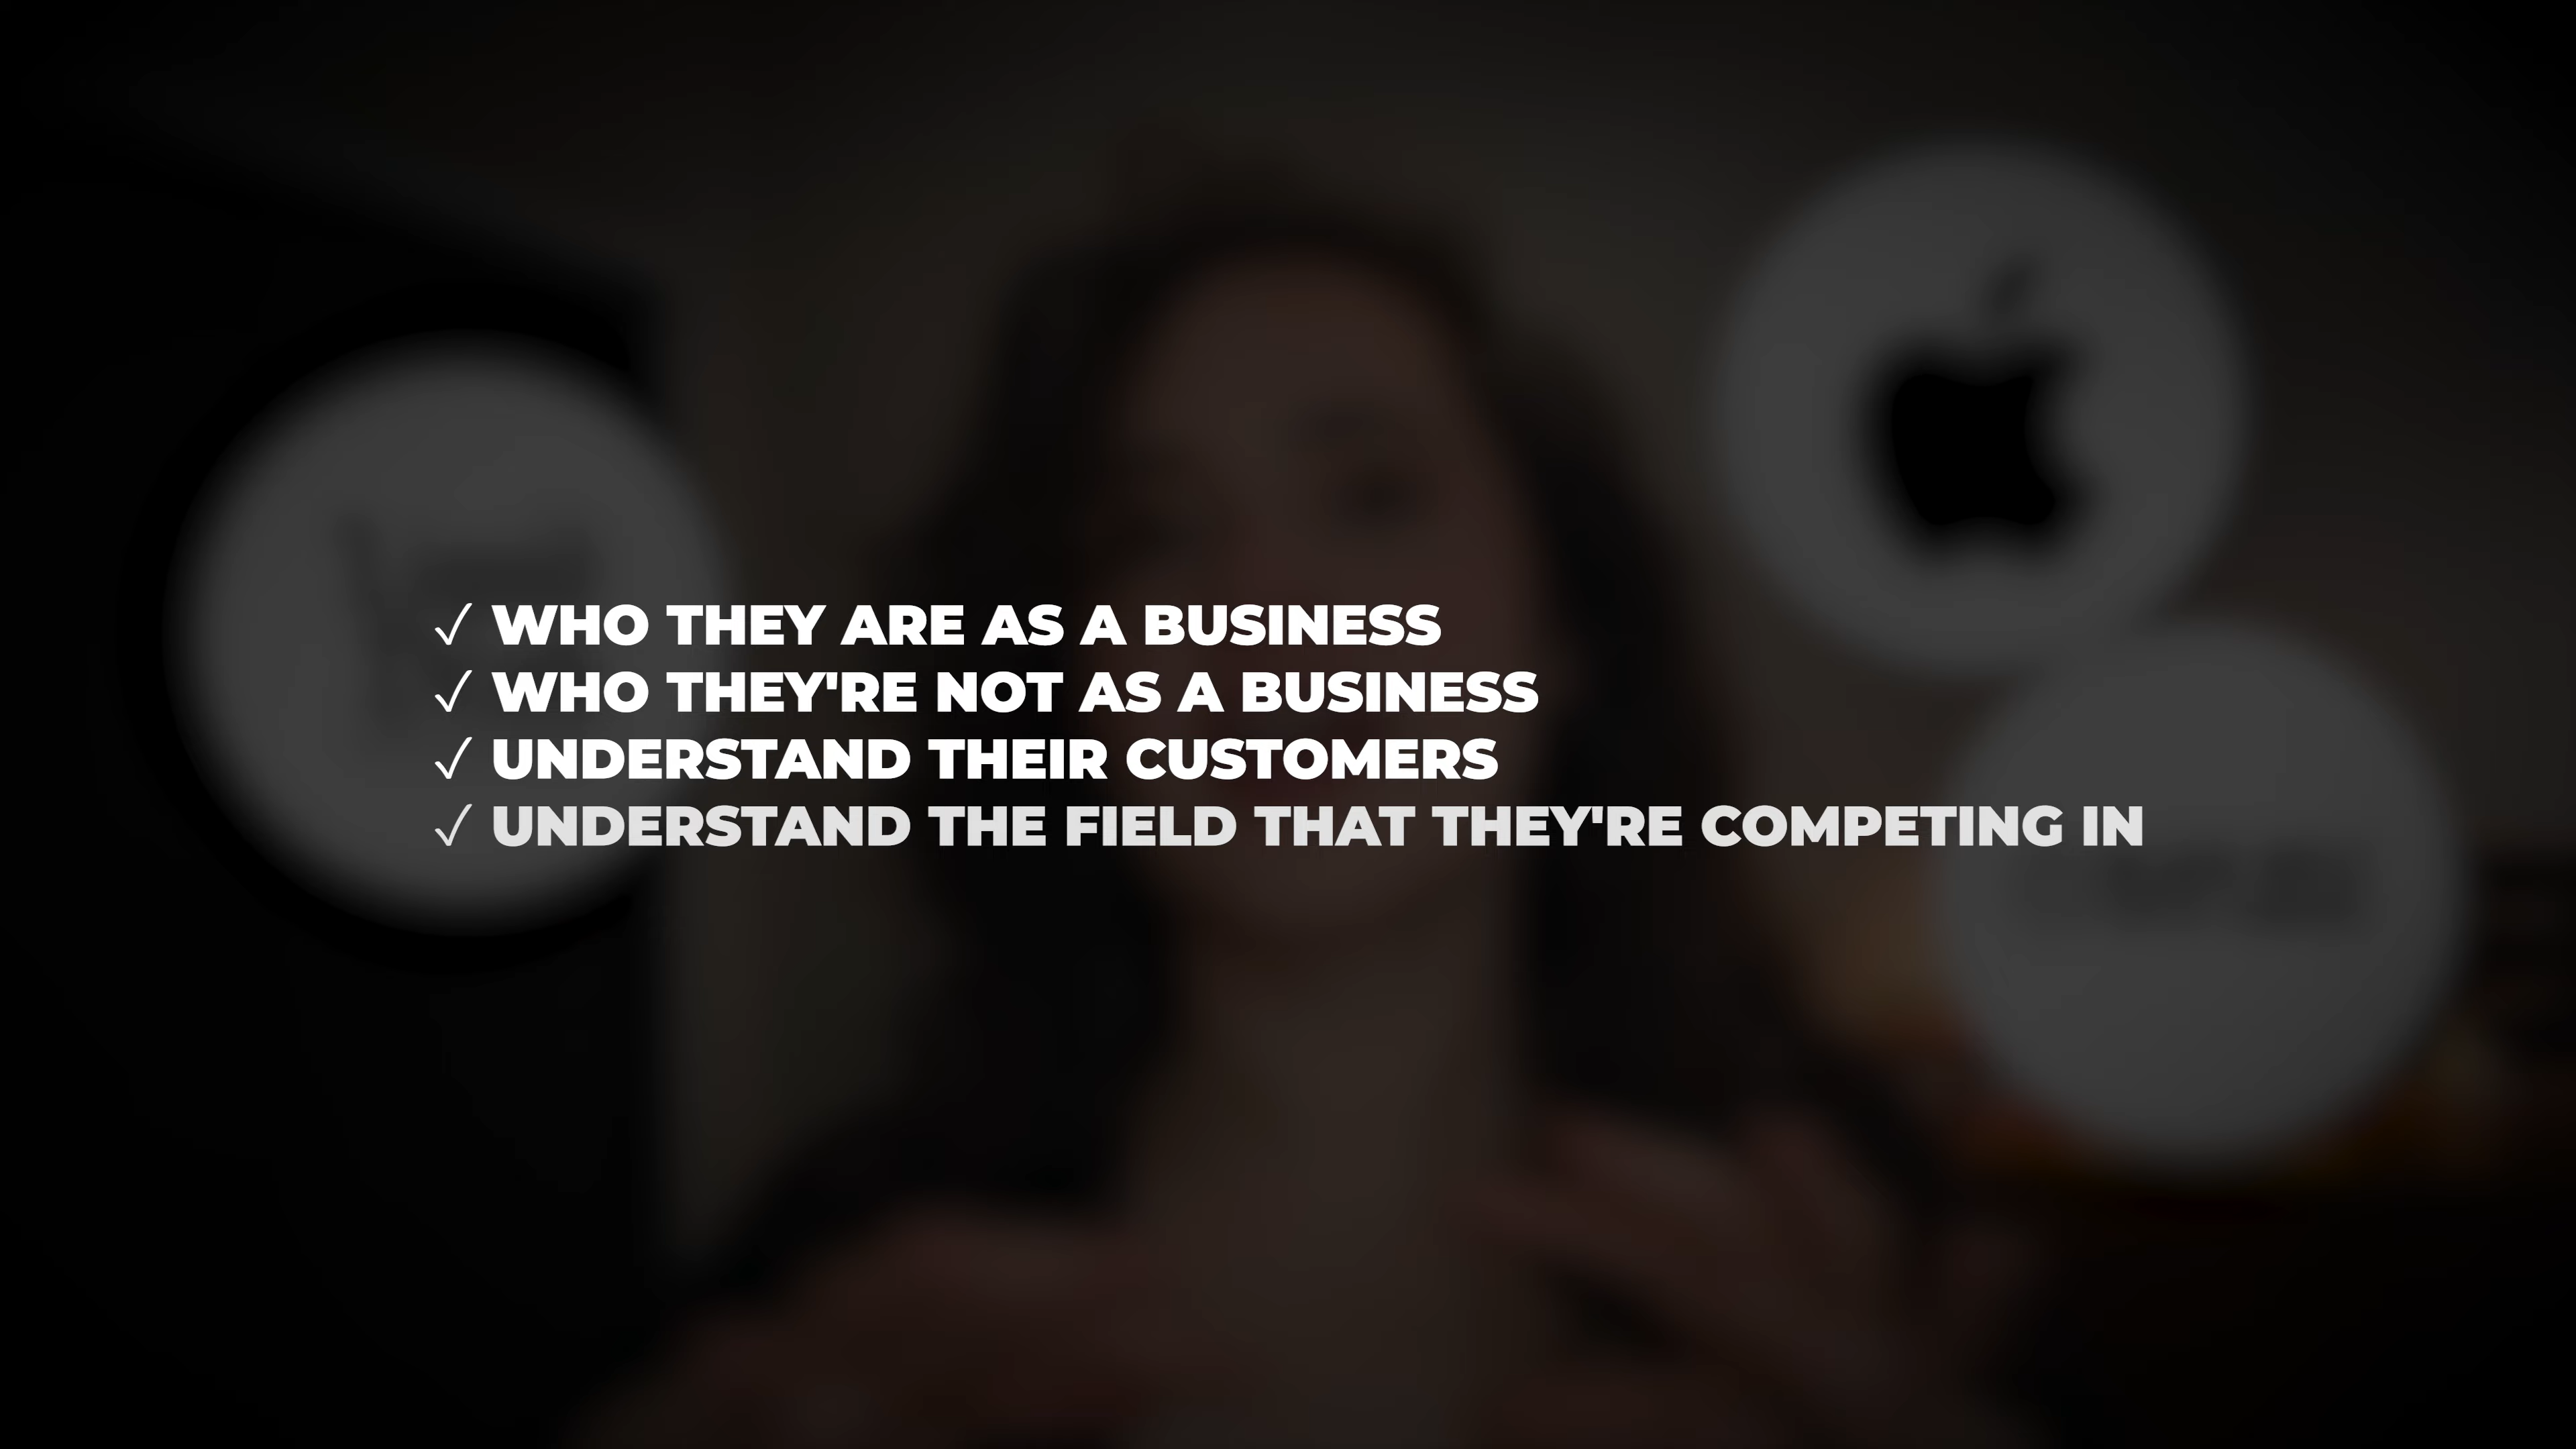 ✓ WHO THEY ARE AS A BUSINESS
✓ WHO THEY'RE NOT AS A BUSINESS
✓ UNDERSTAND THEIR CUSTOMERS
✓ UNDERSTAND THE FIELD THAT THEY'RE COMPETING IN